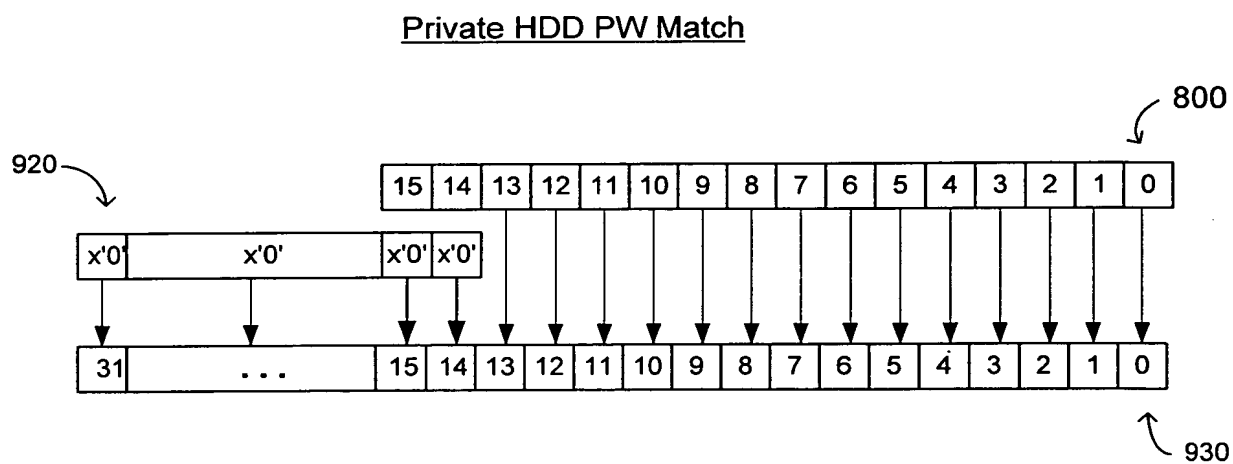 Private HDD PW Match
800
920
15 14 13 12 11 10 9 8 7 6 5 4 3 2 1 0
x'0' x'0' x'0' x'0'
31 ... 15 14 13 12 11 10 9 8 7 6 5 4 3 2 1 0
930